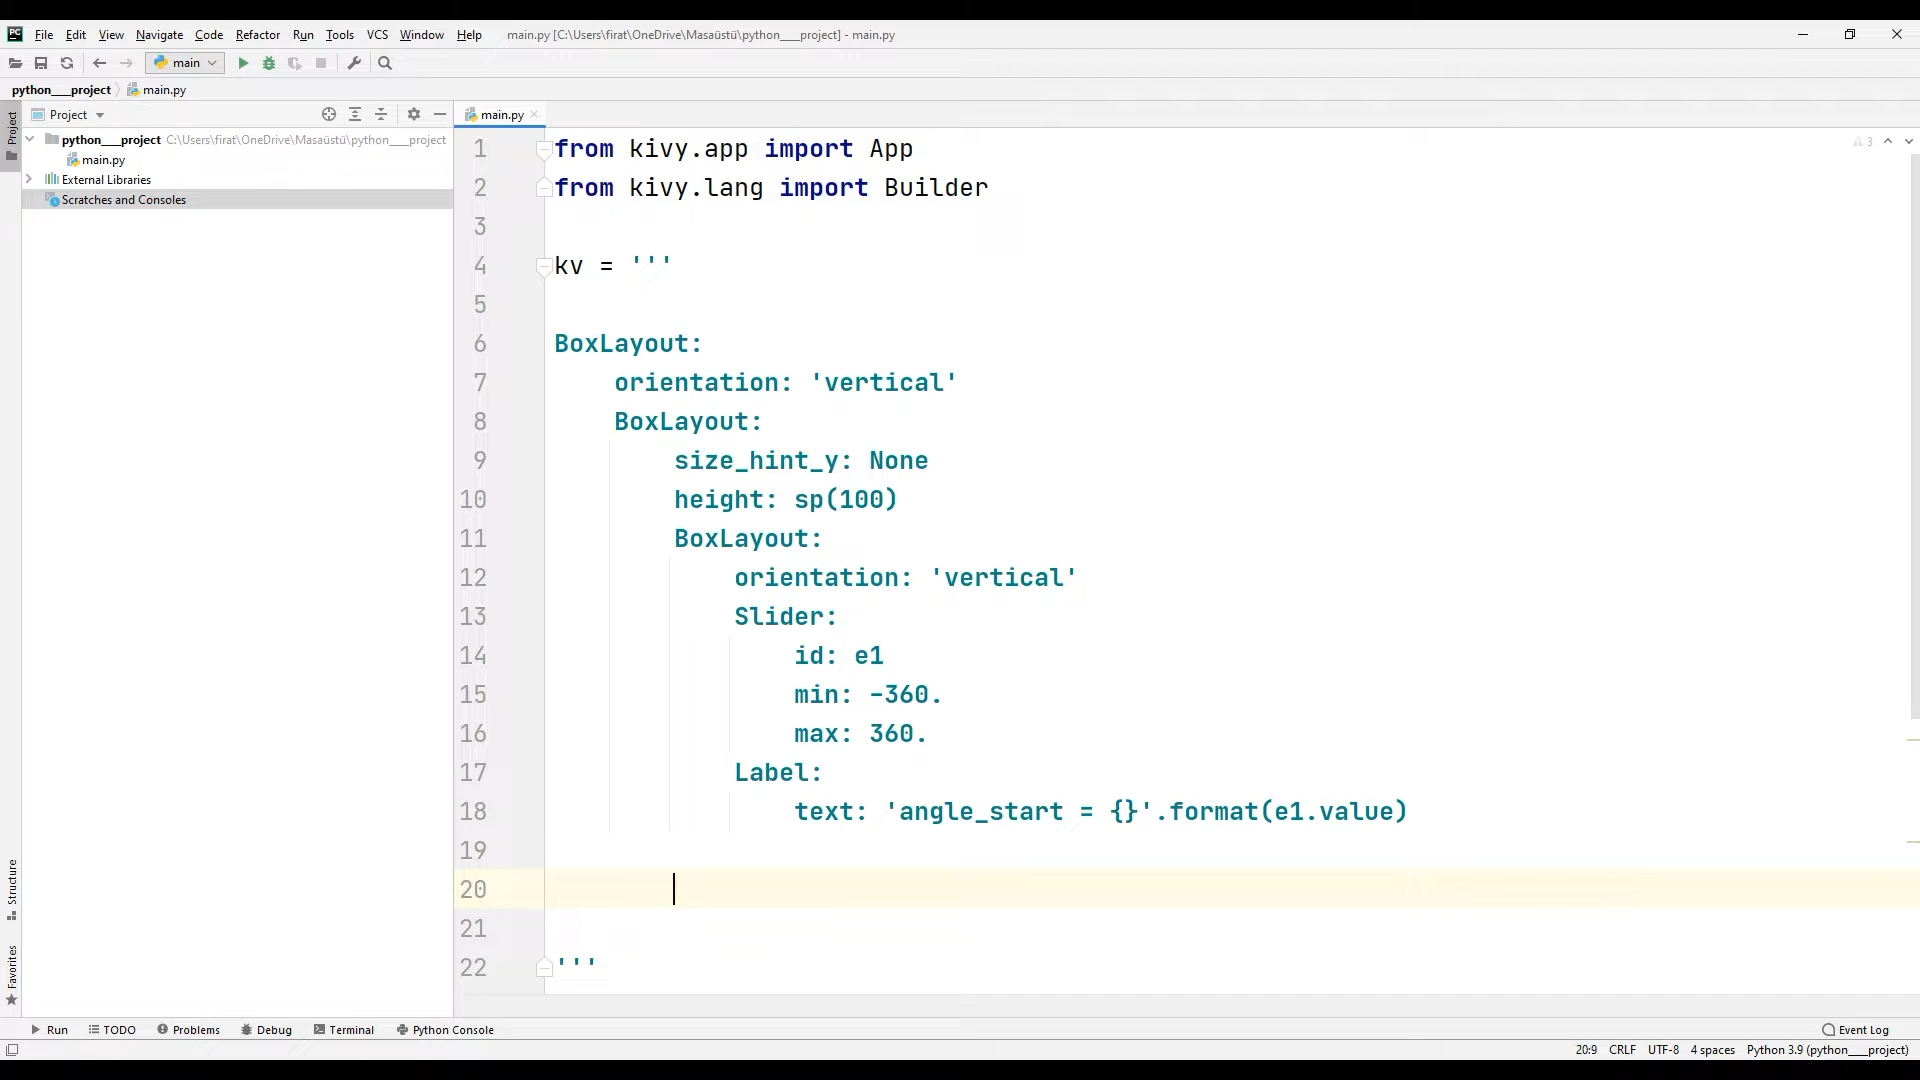 PC File Edit View Navigate Code Refactor Run Tools VCS Window Help main.py [C:\Users\firat\OneDrive\Masaüstü\python___project] - main.py
main
python___project main.py
Project
Project
main.py
python___project C:\Users\firat\OneDrive\Masaüstü\python___project
main.py
External Libraries
Scratches and Consoles
3
1 from kivy.app import App
2 from kivy.lang import Builder
3
4 kv = '''
5
6 BoxLayout:
7     orientation: 'vertical'
8     BoxLayout:
9         size_hint_y: None
10         height: sp(100)
11         BoxLayout:
12             orientation: 'vertical'
13             Slider:
14                 id: e1
15                 min: -360.
16                 max: 360.
17             Label:
18                 text: 'angle_start = {}'.format(e1.value)
19
20
21
22 '''
Structure
Favorites
Run TODO Problems Debug Terminal Python Console Event Log
20:9 CRLF UTF-8 4 spaces Python 3.9 (python___project)